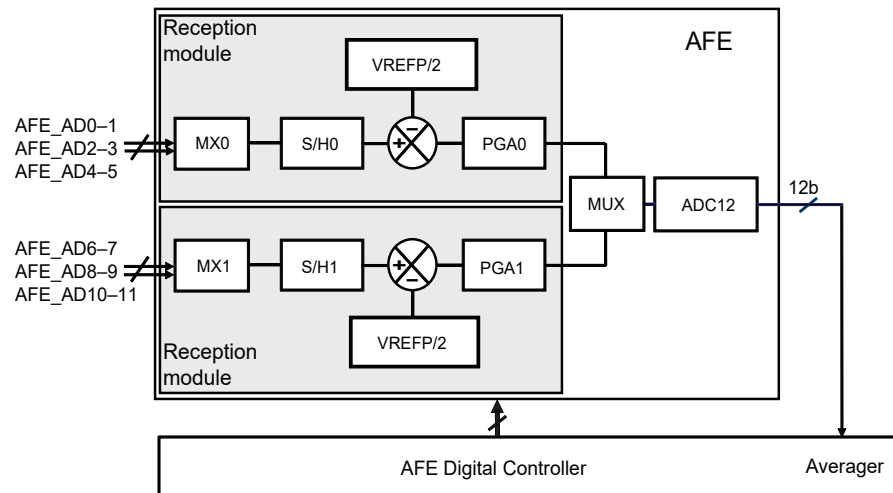 Reception
module
AFE
VREFP/2
AFE_AD0–1
AFE_AD2–3
AFE_AD4–5
MX0
S/H0
+
−
PGA0
MUX
ADC12
12b
AFE_AD6–7
AFE_AD8–9
AFE_AD10–11
MX1
S/H1
+
−
PGA1
VREFP/2
Reception
module
AFE Digital Controller
Averager